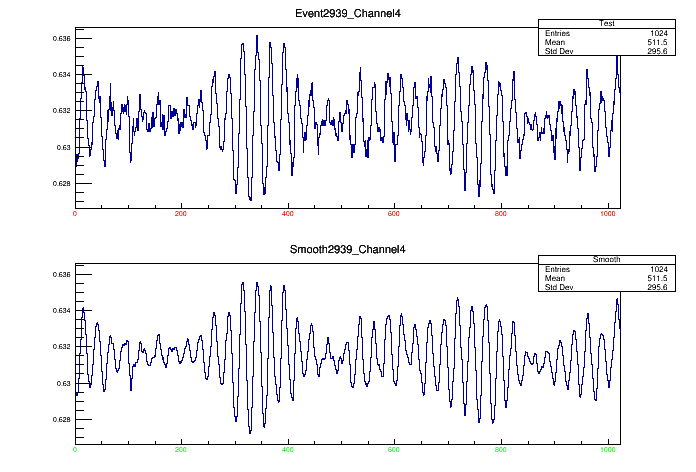 Event2939_Channel4
Test
Entries 1024
Mean 511.5
Std Dev 295.6
0.636
0.634
0.632
0.63
0.628
0 200 400 600 800 1000
Smooth2939_Channel4
Smooth
Entries 1024
Mean 511.5
Std Dev 295.6
0.636
0.634
0.632
0.63
0.628
0 200 400 600 800 1000